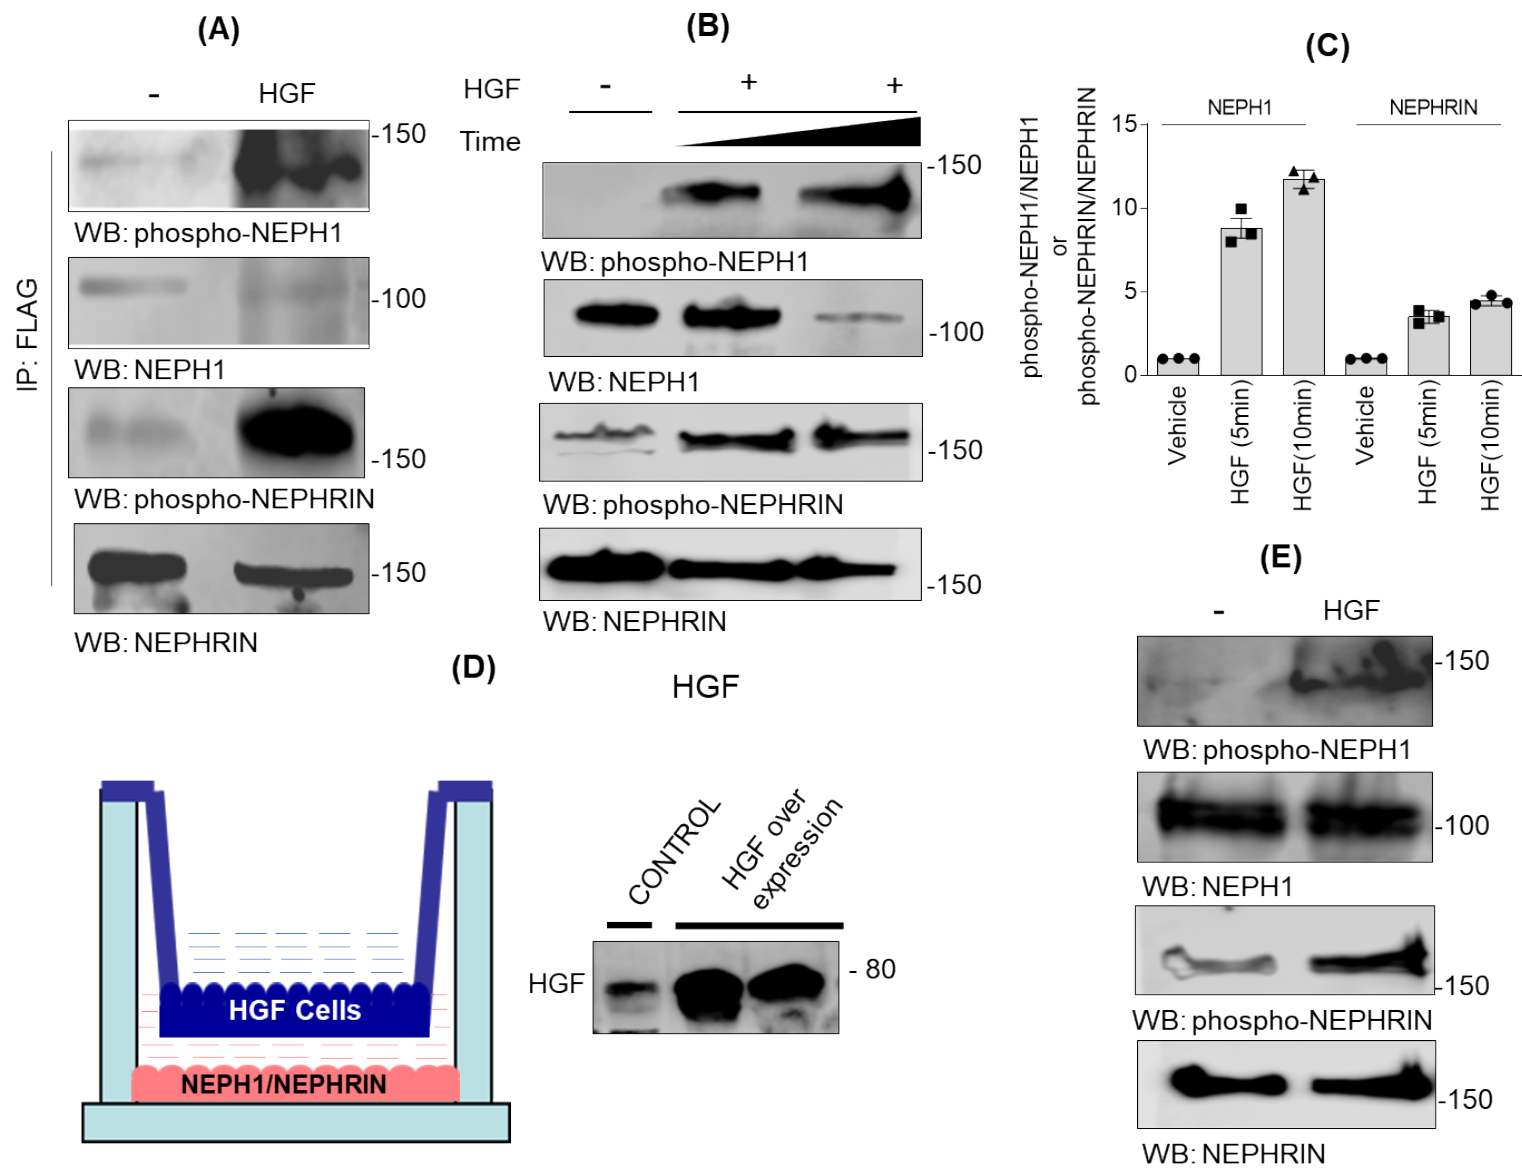 (A)
- HGF
-150
WB: phospho-NEPH1
-100
WB: NEPH1
-150
WB: phospho-NEPHRIN
-150
WB: NEPHRIN
IP: FLAG
(B)
HGF - + +
Time
-150
WB: phospho-NEPH1
-100
WB: NEPH1
-150
WB: phospho-NEPHRIN
-150
WB: NEPHRIN
(C)
phospho-NEPH1/NEPH1
or
phospho-NEPHRIN/NEPHRIN
NEPH1 NEPHRIN
15
10
5
0
Vehicle
HGF (5min)
HGF(10min)
Vehicle
HGF (5min)
HGF(10min)
(D)
HGF
HGF Cells
NEPH1/NEPHRIN
CONTROL
HGF over
expression
HGF
- 80
(E)
- HGF
-150
WB: phospho-NEPH1
-100
WB: NEPH1
-150
WB: phospho-NEPHRIN
-150
WB: NEPHRIN